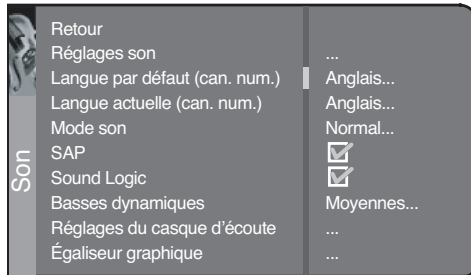 Retour
Réglages son ...
Langue par défaut (can. num.) Anglais...
Langue actuelle (can. num.) Anglais...
Mode son Normal...
SAP
Sound Logic
Basses dynamiques Moyennes...
Réglages du casque d'écoute ...
Égaliseur graphique ...
Son